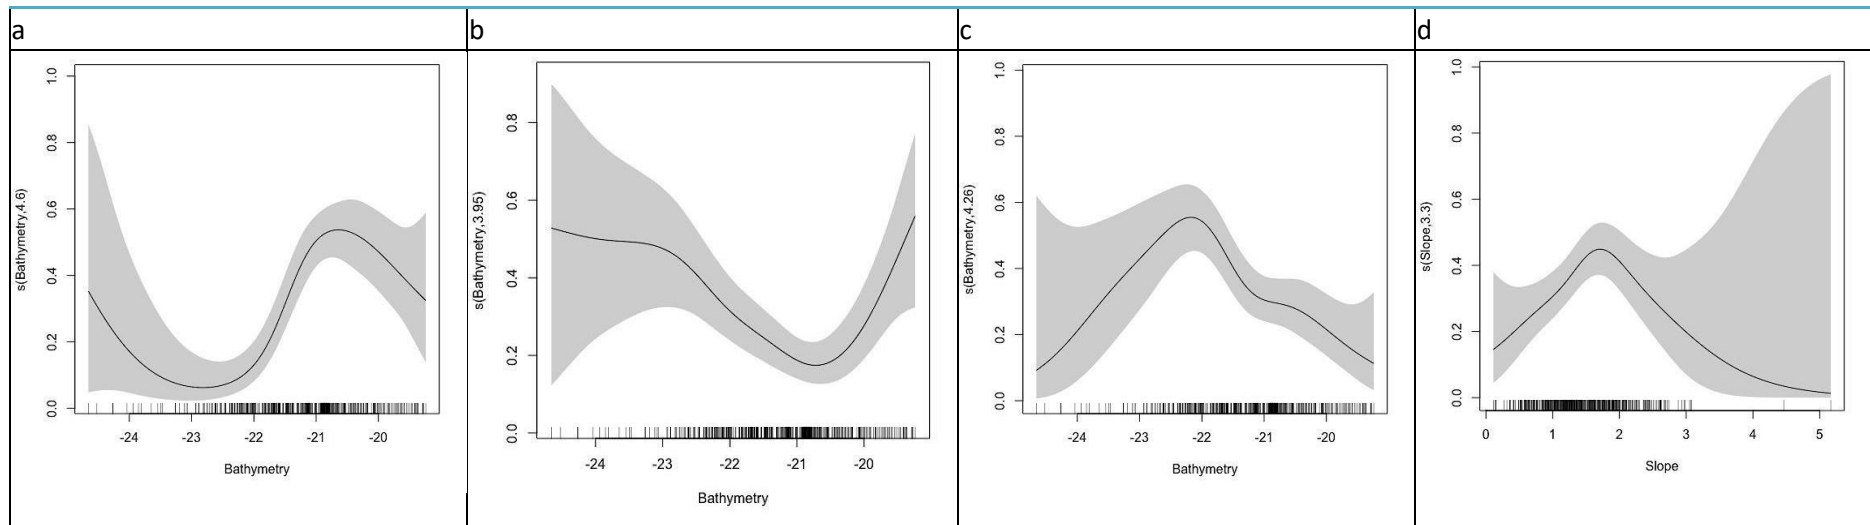 a
b
c
d
s(Bathymetry,4.6)
0.0 0.2 0.4 0.6 0.8 1.0
-24 -23 -22 -21 -20
Bathymetry
s(Bathymetry,3.95)
0.0 0.2 0.4 0.6 0.8
-24 -23 -22 -21 -20
Bathymetry
s(Bathymetry,4.26)
0.0 0.2 0.4 0.6 0.8 1.0
-24 -23 -22 -21 -20
Bathymetry
s(Slope,3.3)
0.0 0.2 0.4 0.6 0.8 1.0
0 1 2 3 4 5
Slope